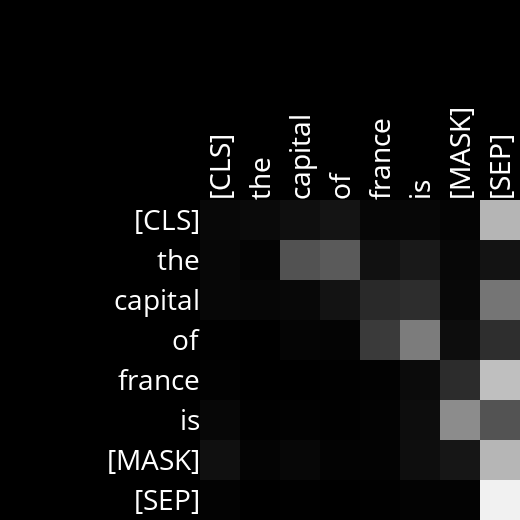 [CLS]
the
capital
of
france
is
[MASK]
[SEP]
[CLS]
the
capital
of
france
is
[MASK]
[SEP]